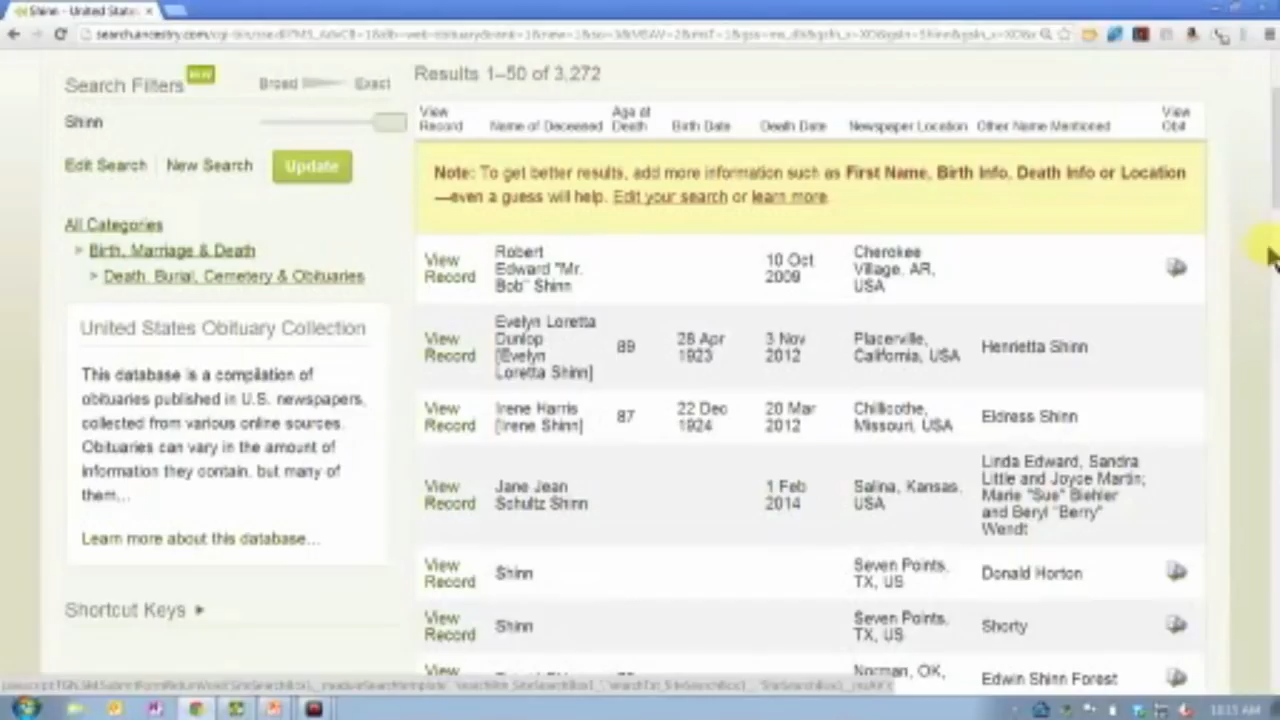 Shinn - United States
Search Filters NEW Broad Exact
Shinn
Edit Search | New Search Update
All Categories
Birth, Marriage & Death
Death, Burial, Cemetery & Obituaries
United States Obituary Collection
This database is a compilation of
obituaries published in U.S. newspapers,
collected from various online sources.
Obituaries can vary in the amount of
information they contain, but many of
them...
Learn more about this database...
Shortcut Keys
Results 1–50 of 3,272
View Record Name of Deceased Age at Death Birth Date Death Date Newspaper Location Other Name Mentioned View Obit
Note: To get better results, add more information such as First Name, Birth Info, Death Info or Location
—even a guess will help. Edit your search or learn more.
View Record Robert Edward "Mr. Bob" Shinn 10 Oct 2009 Cherokee Village, AR, USA
View Record Evelyn Loretta Dunlop [Evelyn Loretta Shinn] 89 28 Apr 1923 3 Nov 2012 Placerville, California, USA Henrietta Shinn
View Record Irene Harris [Irene Shinn] 87 22 Dec 1924 20 Mar 2012 Chillicothe, Missouri, USA Eldress Shinn
View Record Jane Jean Schultz Shinn 1 Feb 2014 Salina, Kansas, USA Linda Edward, Sandra Little and Joyce Martin; Marie "Sue" Biehler and Beryl "Berry" Wendt
View Record Shinn Seven Points, TX, US Donald Horton
View Record Shinn Seven Points, TX, US Shorty
View Norman, OK, Edwin Shinn Forest
10:15 AM